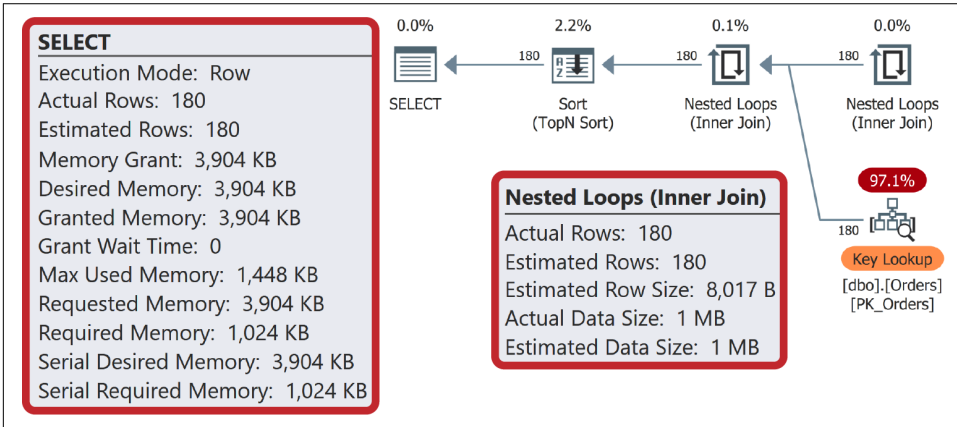 SELECT
Execution Mode: Row
Actual Rows: 180
Estimated Rows: 180
Memory Grant: 3,904 KB
Desired Memory: 3,904 KB
Granted Memory: 3,904 KB
Grant Wait Time: 0
Max Used Memory: 1,448 KB
Requested Memory: 3,904 KB
Required Memory: 1,024 KB
Serial Desired Memory: 3,904 KB
Serial Required Memory: 1,024 KB
0.0% 2.2% 0.1% 0.0%
180 180 180
A
Z
SELECT Sort Nested Loops Nested Loops
(TopN Sort) (Inner Join) (Inner Join)
97.1%
180
Key Lookup
[dbo].[Orders]
[PK_Orders]
Nested Loops (Inner Join)
Actual Rows: 180
Estimated Rows: 180
Estimated Row Size: 8,017 B
Actual Data Size: 1 MB
Estimated Data Size: 1 MB